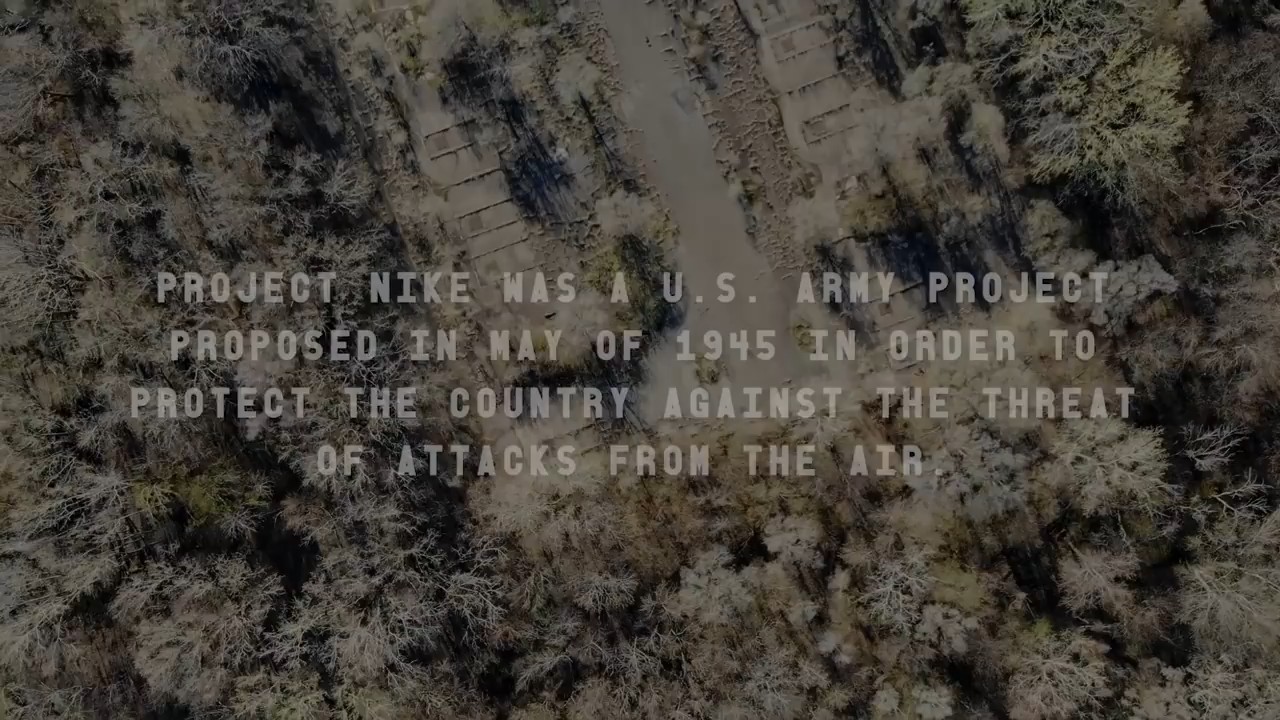 PROJECT NIKE WAS A U.S. ARMY PROJECT
PROPOSED IN MAY OF 1945 IN ORDER TO
PROTECT THE COUNTRY AGAINST THE THREAT
OF ATTACKS FROM THE AIR.